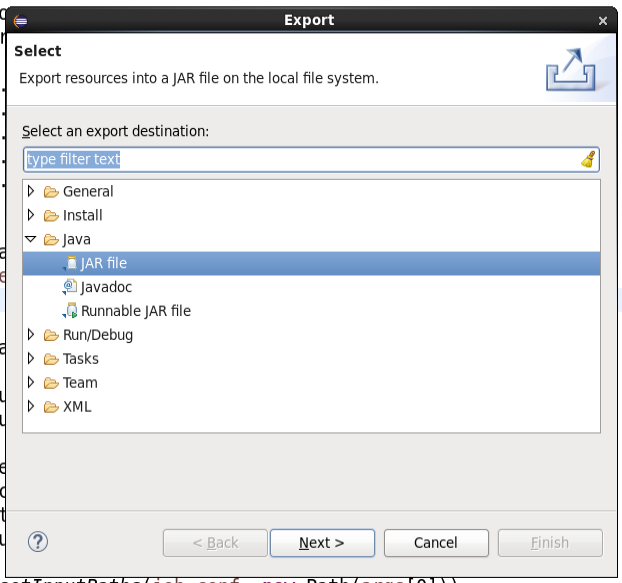 Export
Select
Export resources into a JAR file on the local file system.
Select an export destination:
type filter text
General
Install
Java
JAR file
Javadoc
Runnable JAR file
Run/Debug
Tasks
Team
XML
?
< Back
Next >
Cancel
Finish